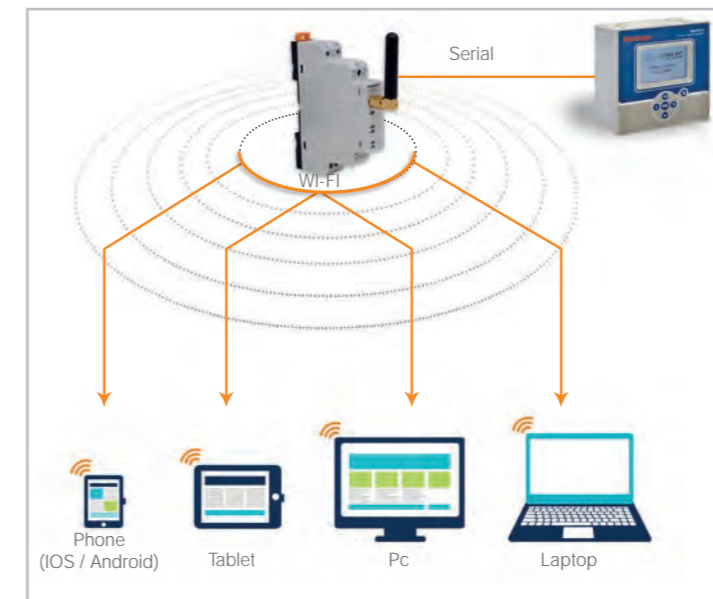 Serial
WI-FI
Phone
(IOS / Android)
Tablet
Pc
Laptop